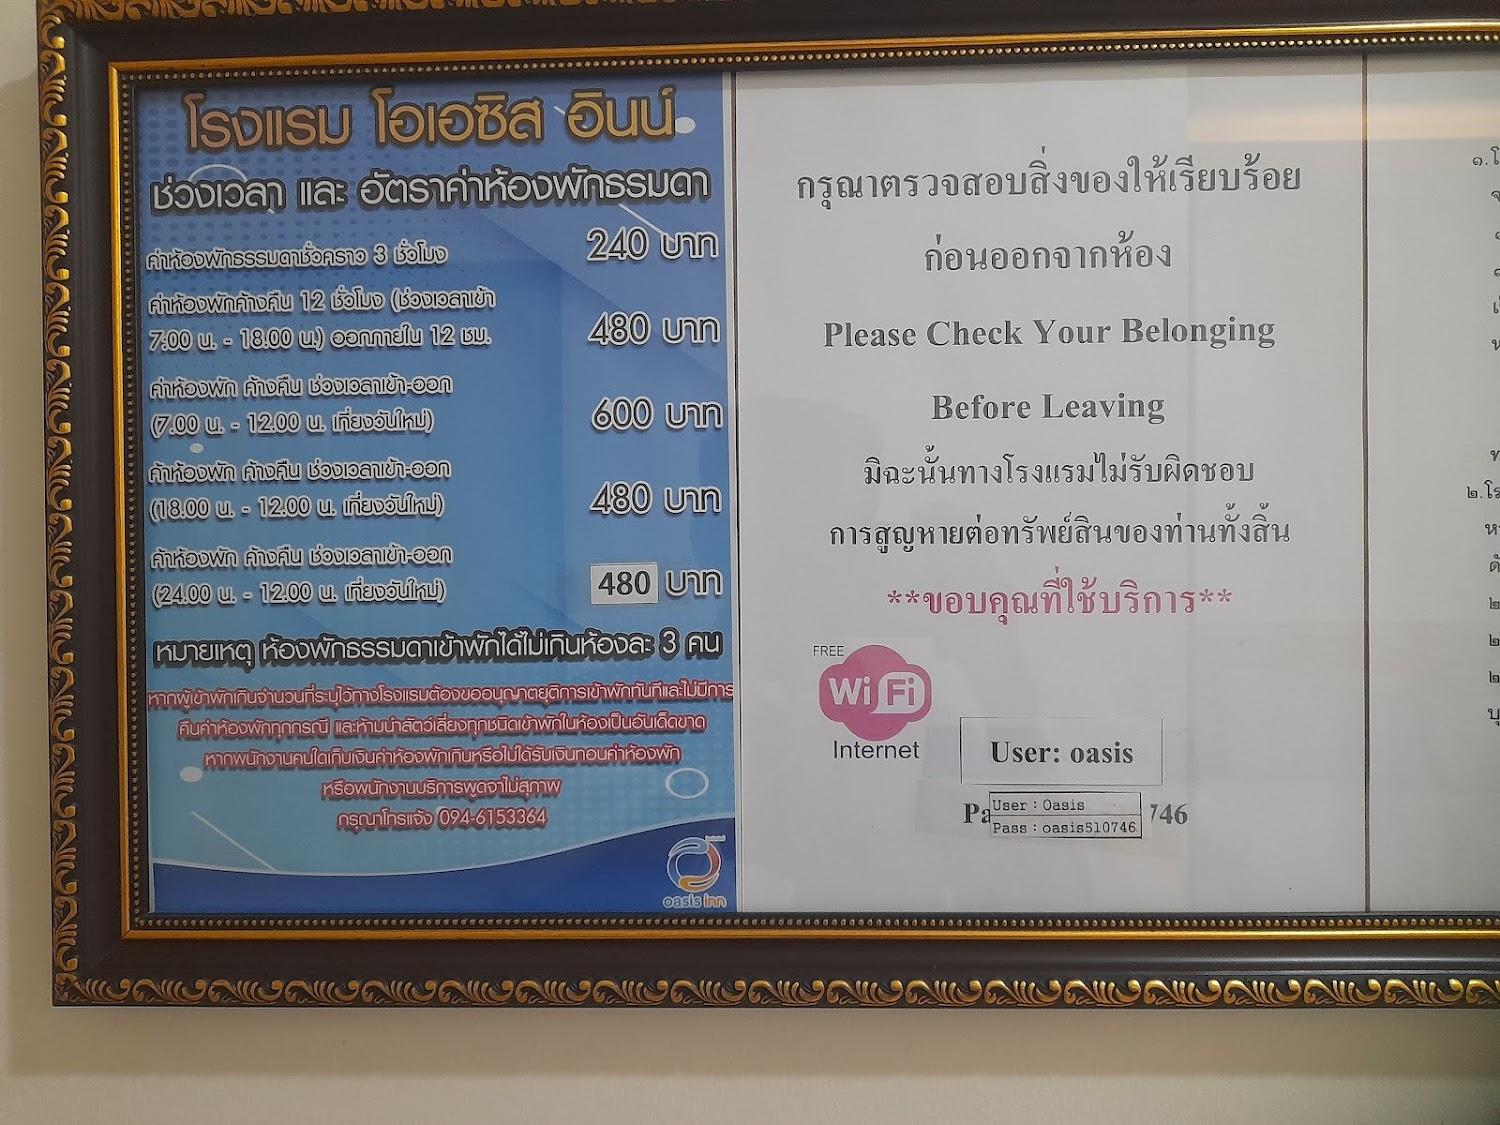 โรงแรม โอเอซิส อินน์
ช่วงเวลา และ อัตราค่าห้องพักธรรมดา
ค่าห้องพักธรรมดาชั่วคราว 3 ชั่วโมง 240 บาท
ค่าห้องพักค้างคืน 12 ชั่วโมง (ช่วงเวลาเข้า
7.00 น. - 18.00 น.) ออกภายใน 12 ชม. 480 บาท
ค่าห้องพัก ค้างคืน ช่วงเวลาเข้า-ออก
(7.00 น. - 12.00 น. เที่ยงวันใหม่) 600 บาท
ค่าห้องพัก ค้างคืน ช่วงเวลาเข้า-ออก
(18.00 น. - 12.00 น. เที่ยงวันใหม่) 480 บาท
ค่าห้องพัก ค้างคืน ช่วงเวลาเข้า-ออก
(24.00 น. - 12.00 น. เที่ยงวันใหม่) 480 บาท
หมายเหตุ ห้องพักธรรมดาเข้าพักได้ไม่เกินห้องละ 3 คน
หากผู้เข้าพักเกินจำนวนที่ระบุไว้ทางโรงแรมต้องขออนุญาตยุติการเข้าพักทันทีและไม่มีการ
คืนค่าห้องพักทุกกรณี และห้ามนำสัตว์เลี้ยงทุกชนิดเข้าพักในห้องเป็นอันเด็ดขาด
หากพนักงานคนใดเก็บเงินค่าห้องพักเกินหรือไม่ได้รับเงินทอนค่าห้องพัก
หรือพนักงานบริการพูดจาไม่สุภาพ
กรุณาโทรแจ้ง 094-6153364
oasis inn
กรุณาตรวจสอบสิ่งของให้เรียบร้อย
ก่อนออกจากห้อง
Please Check Your Belonging
Before Leaving
มิฉะนั้นทางโรงแรมไม่รับผิดชอบ
การสูญหายต่อทรัพย์สินของท่านทั้งสิ้น
**ขอบคุณที่ใช้บริการ**
FREE
WiFi
Internet
User: oasis
User : Oasis
Pass : oasis510746
Pa 746
๑.โ
๒.โร